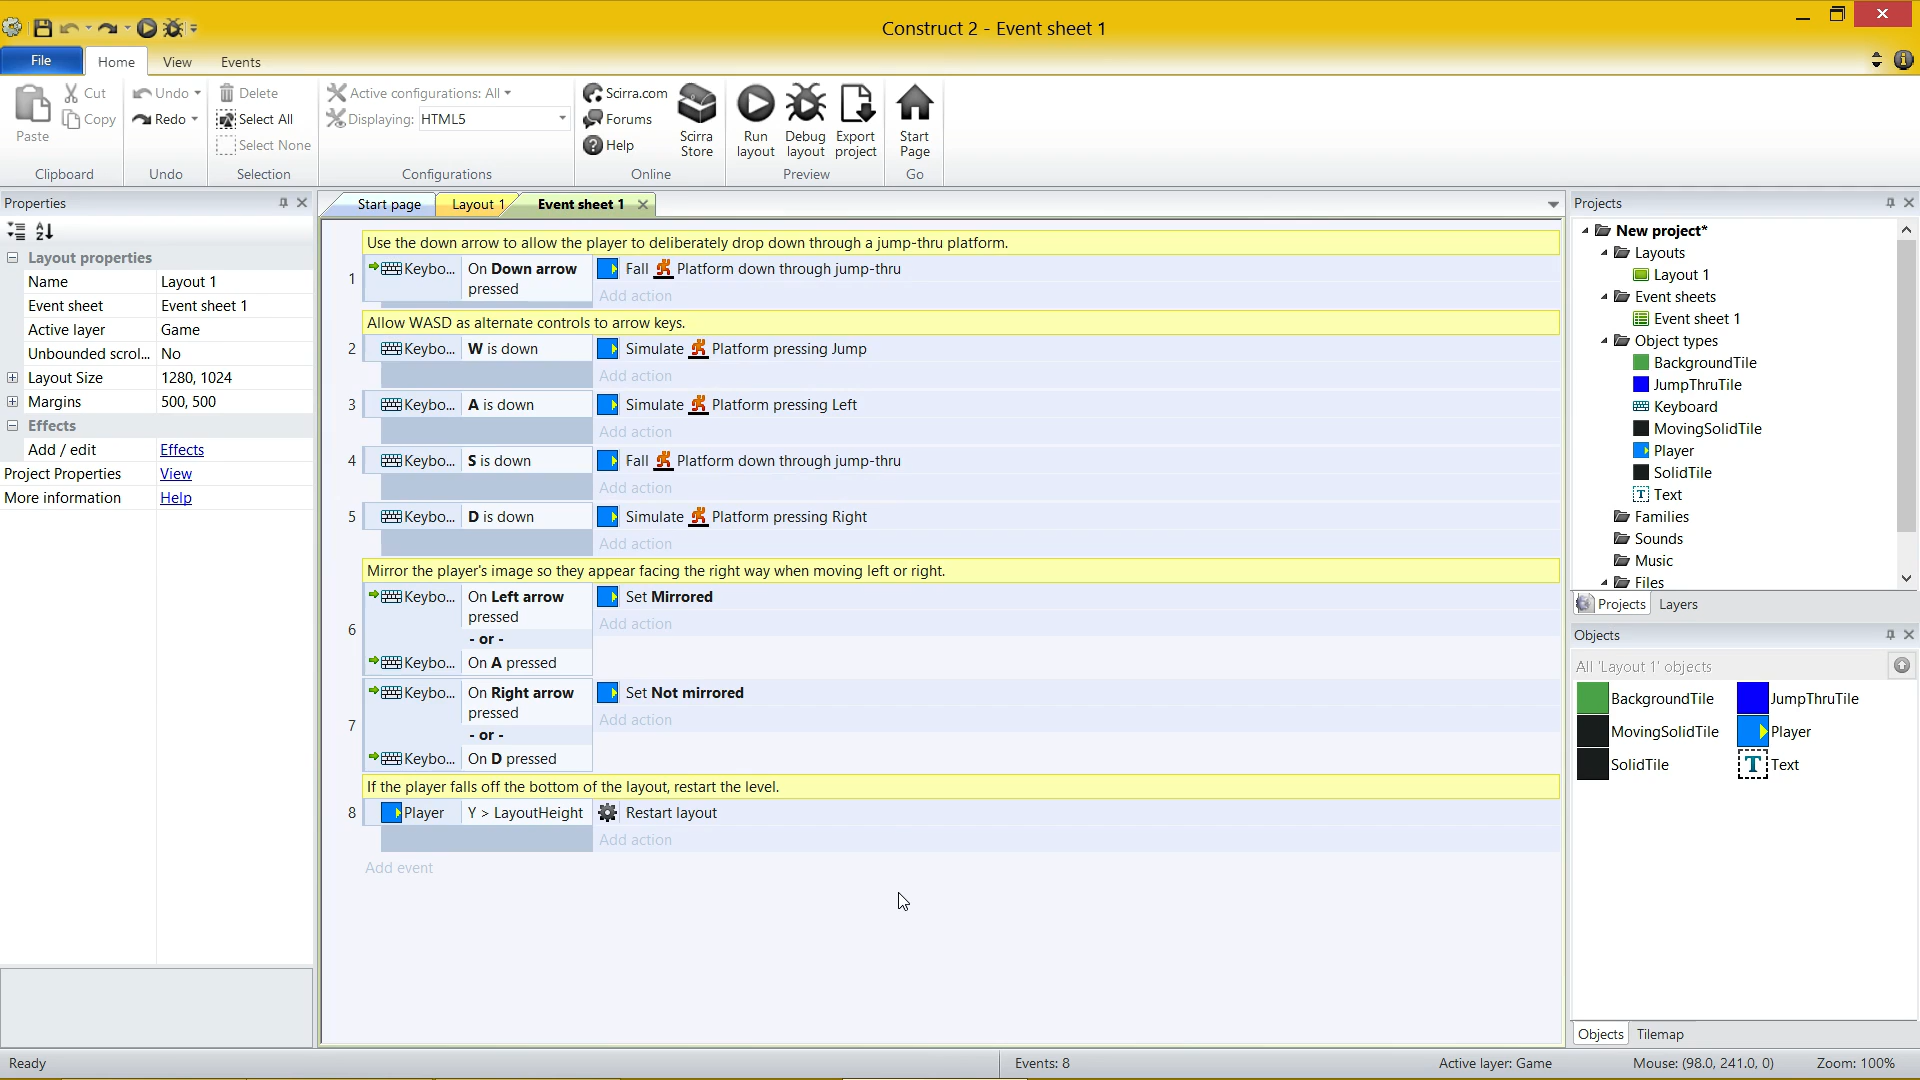 Construct 2 - Event sheet 1
File
Home
View
Events
Paste
Cut
Copy
Clipboard
Undo
Redo
Undo
Delete
Select All
Select None
Selection
Active configurations: All
Displaying: HTML5
Configurations
Scirra.com
Forums
Help
Scirra
Store
Online
Run
layout
Debug
layout
Export
project
Preview
Start
Page
Go
Properties
Layout properties
Name Layout 1
Event sheet Event sheet 1
Active layer Game
Unbounded scrol... No
Layout Size 1280, 1024
Margins 500, 500
Effects
Add / edit Effects
Project Properties View
More information Help
Start page
Layout 1
Event sheet 1
Use the down arrow to allow the player to deliberately drop down through a jump-thru platform.
1 Keybo... On Down arrow Fall Platform down through jump-thru
pressed
Add action
Allow WASD as alternate controls to arrow keys.
2 Keybo... W is down Simulate Platform pressing Jump
Add action
3 Keybo... A is down Simulate Platform pressing Left
Add action
4 Keybo... S is down Fall Platform down through jump-thru
Add action
5 Keybo... D is down Simulate Platform pressing Right
Add action
Mirror the player's image so they appear facing the right way when moving left or right.
Keybo... On Left arrow Set Mirrored
pressed
Add action
6
- or -
Keybo... On A pressed
Keybo... On Right arrow Set Not mirrored
pressed
Add action
7
- or -
Keybo... On D pressed
If the player falls off the bottom of the layout, restart the level.
8 Player Y > LayoutHeight Restart layout
Add action
Add event
Projects
New project*
Layouts
Layout 1
Event sheets
Event sheet 1
Object types
BackgroundTile
JumpThruTile
Keyboard
MovingSolidTile
Player
SolidTile
Text
Families
Sounds
Music
Files
Projects
Layers
Objects
All 'Layout 1' objects
BackgroundTile
JumpThruTile
MovingSolidTile
Player
SolidTile
Text
Objects
Tilemap
Ready
Events: 8
Active layer: Game
Mouse: (98.0, 241.0, 0)
Zoom: 100%